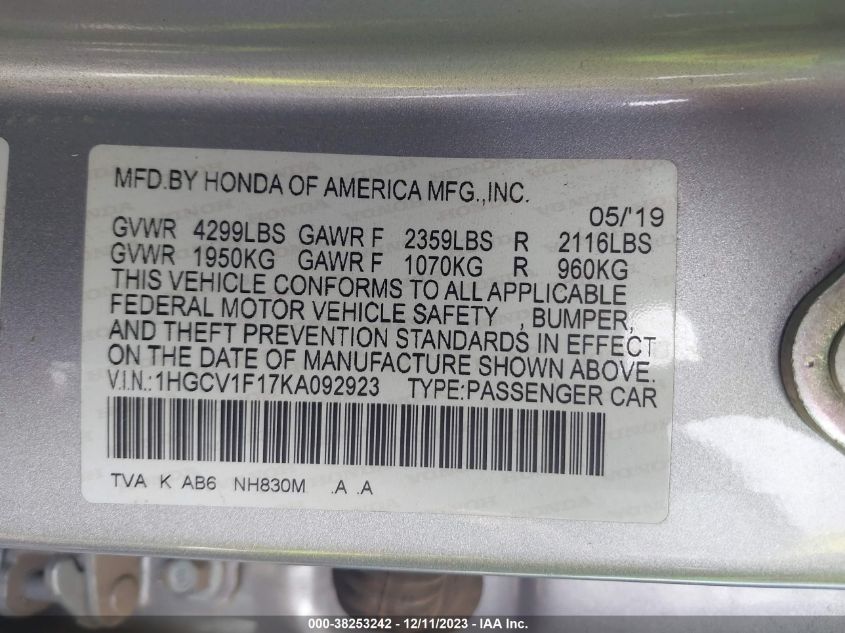 MFD.BY HONDA OF AMERICA MFG.,INC.
05/'19
GVWR 4299LBS GAWR F 2359LBS R 2116LBS
GVWR 1950KG GAWR F 1070KG R 960KG
THIS VEHICLE CONFORMS TO ALL APPLICABLE
FEDERAL MOTOR VEHICLE SAFETY , BUMPER,
AND THEFT PREVENTION STANDARDS IN EFFECT
ON THE DATE OF MANUFACTURE SHOWN ABOVE.
V.I.N.:1HGCV1F17KA092923 TYPE:PASSENGER CAR
TVA K AB6 NH830M .A .A
000-38253242 - 12/11/2023 - IAA Inc.